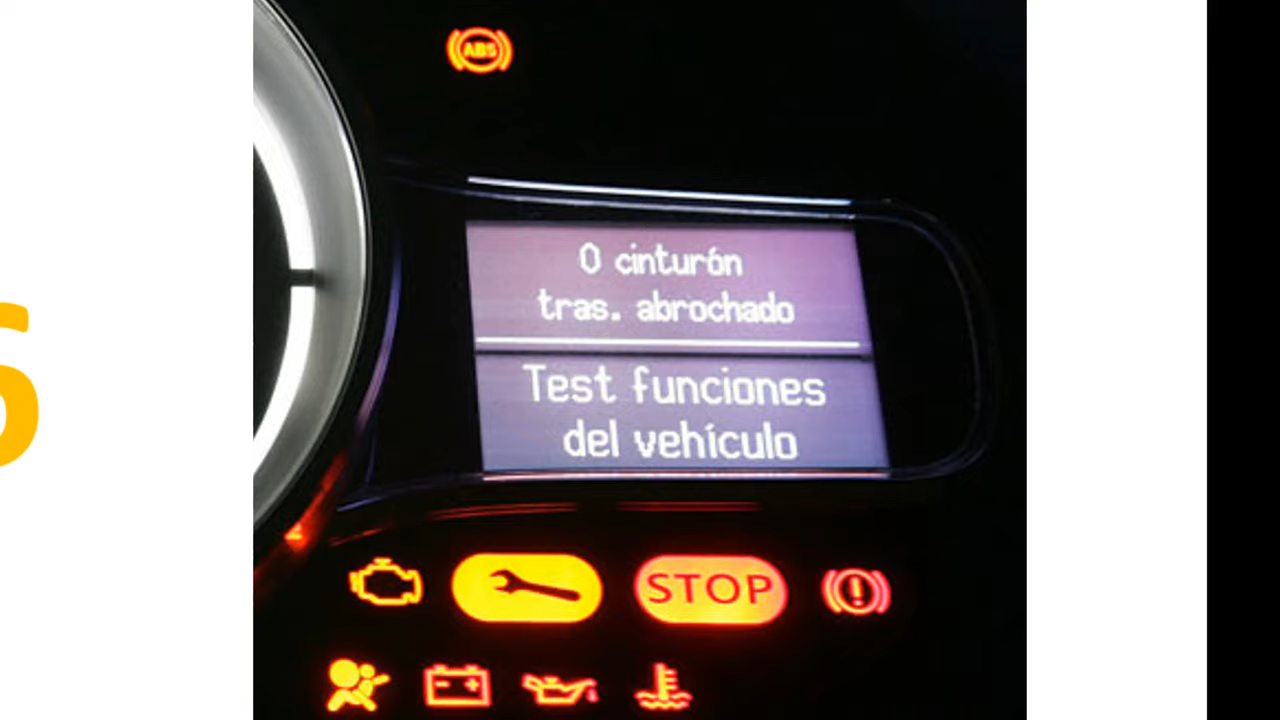 ABS
0 cinturón
tras. abrochado
Test funciones
del vehículo
STOP